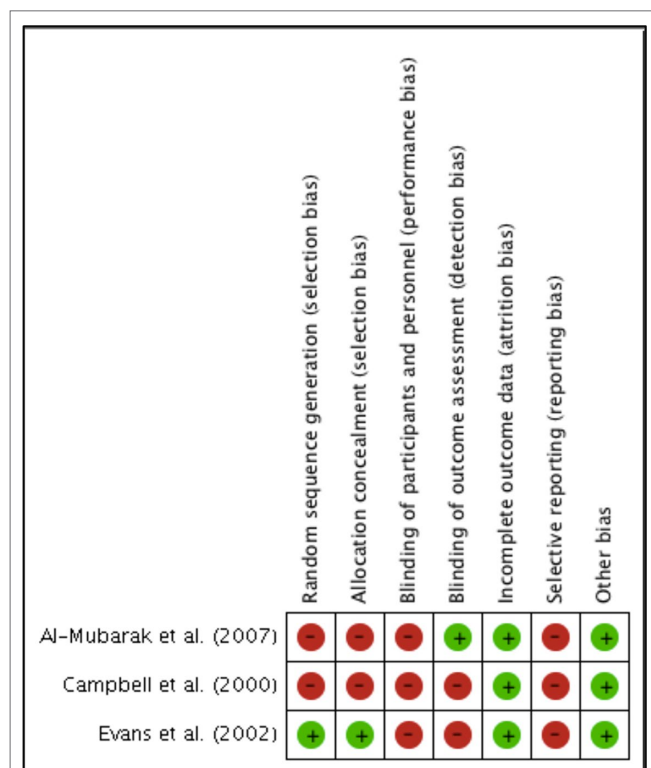 Random sequence generation (selection bias)
Allocation concealment (selection bias)
Blinding of participants and personnel (performance bias)
Blinding of outcome assessment (detection bias)
Incomplete outcome data (attrition bias)
Selective reporting (reporting bias)
Other bias
Al-Mubarak et al. (2007) - - - + + - +
Campbell et al. (2000) - - - - + - +
Evans et al. (2002) + + - - + - +